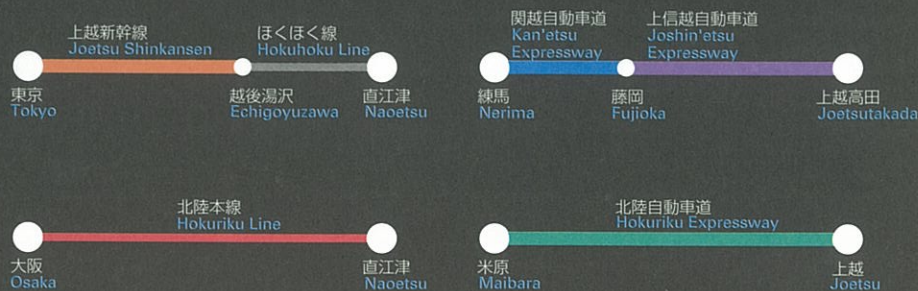 上越新幹線
Joetsu Shinkansen
ほくほく線
Hokuhoku Line
東京
Tokyo
越後湯沢
Echigoyuzawa
直江津
Naoetsu
関越自動車道
Kan'etsu
Expressway
上信越自動車道
Joshin'etsu
Expressway
練馬
Nerima
藤岡
Fujioka
上越高田
Joetsutakada
北陸本線
Hokuriku Line
大阪
Osaka
直江津
Naoetsu
北陸自動車道
Hokuriku Expressway
米原
Maibara
上越
Joetsu